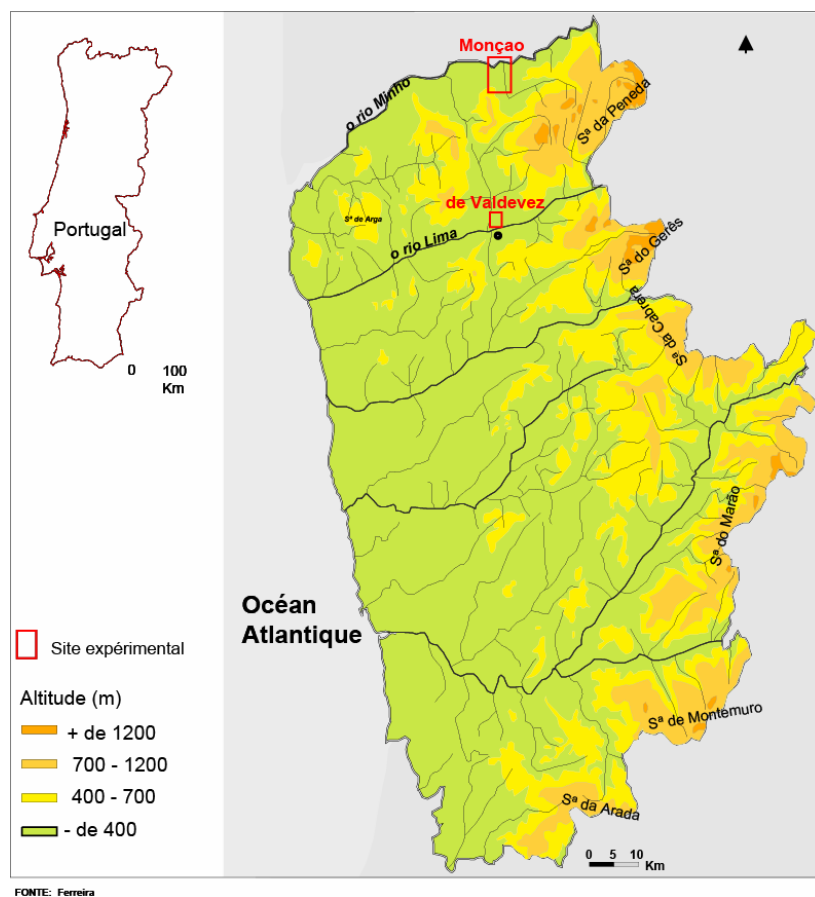 Monçao
o rio Minho
Sª da Peneda
de Valdevez
Sª de Arga
o rio Lima
Sª do Gerês
Sª da Cabrera
Portugal
0 100
Km
Sª do Marão
Océan
Atlantique
Site expérimental
Altitude (m)
+ de 1200
700 - 1200
400 - 700
- de 400
Sª de Montemuro
Sª da Arada
0 5 10
Km
FONTE: Ferreira